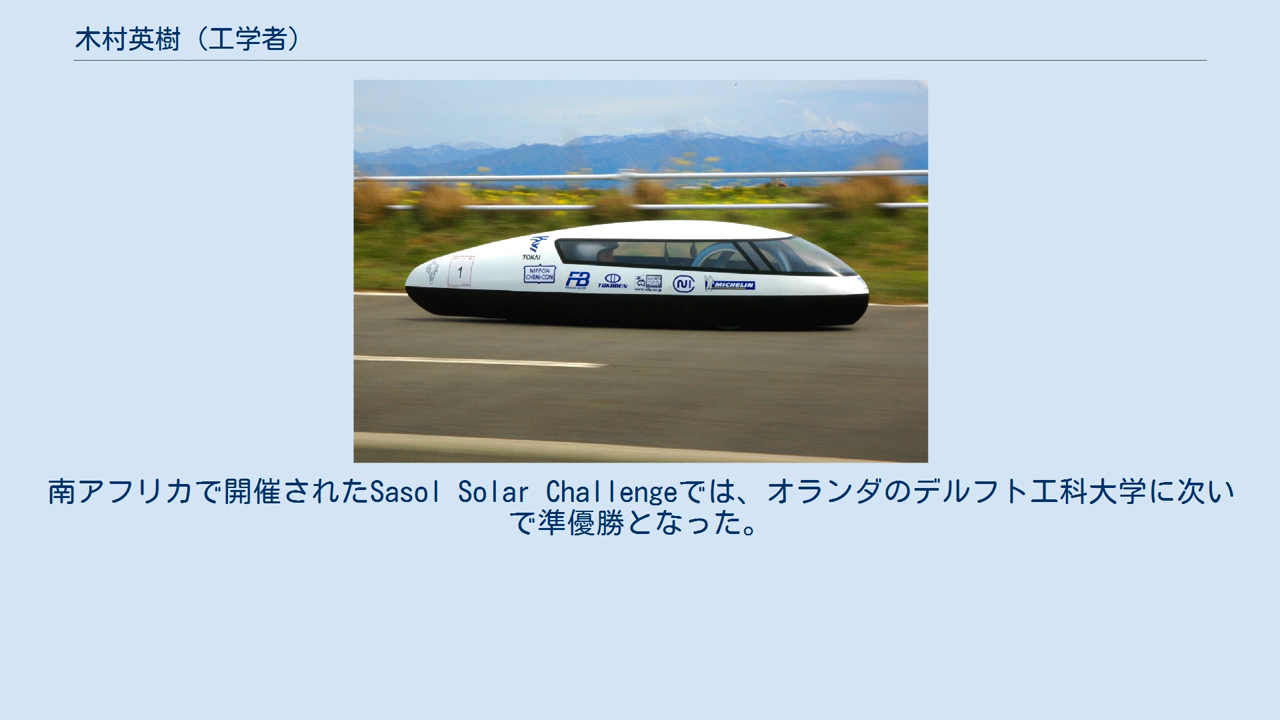 木村英樹（工学者）
TOKAI
1
NIPPON
CHEMI-CON
FB
TOKUDEN
MICHELIN
南アフリカで開催されたSasol Solar Challengeでは、オランダのデルフト工科大学に次い
で準優勝となった。